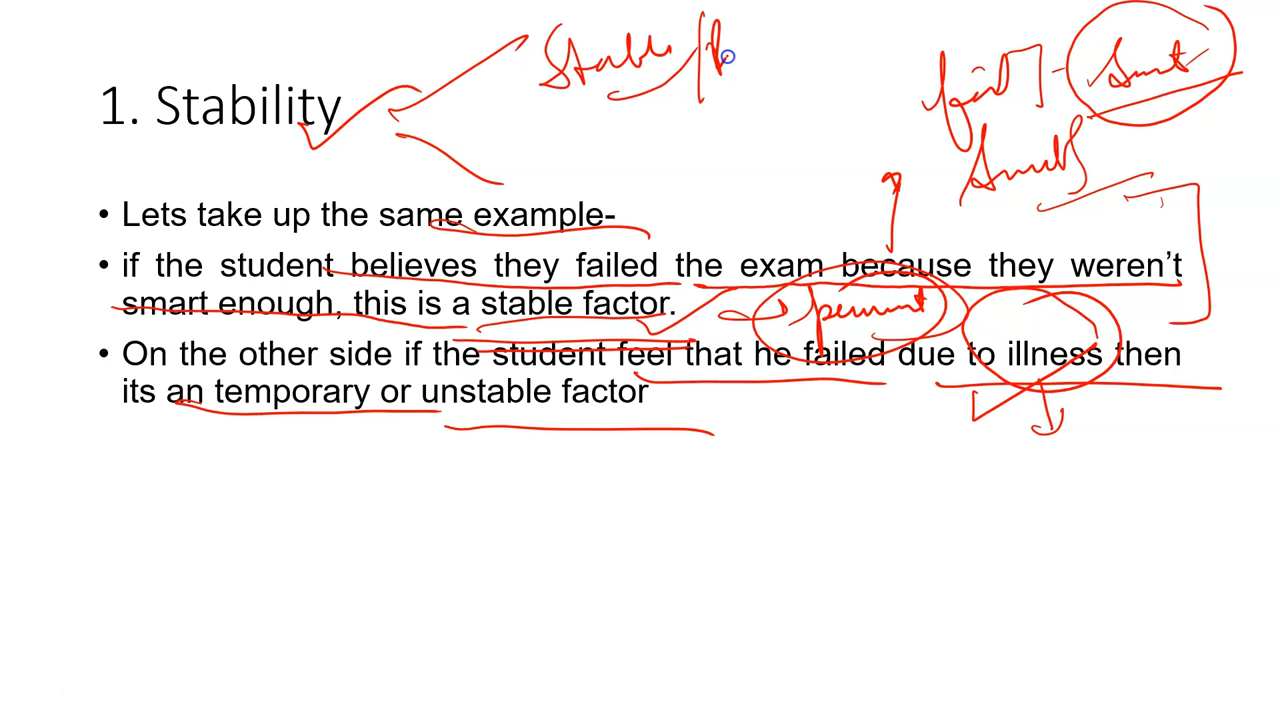 Stable /
1. Stability
Smart
Smart
• Lets take up the same example-
• if the student believes they failed the exam because they weren't
smart enough, this is a stable factor.
• On the other side if the student feel that he failed due to illness then
its an temporary or unstable factor